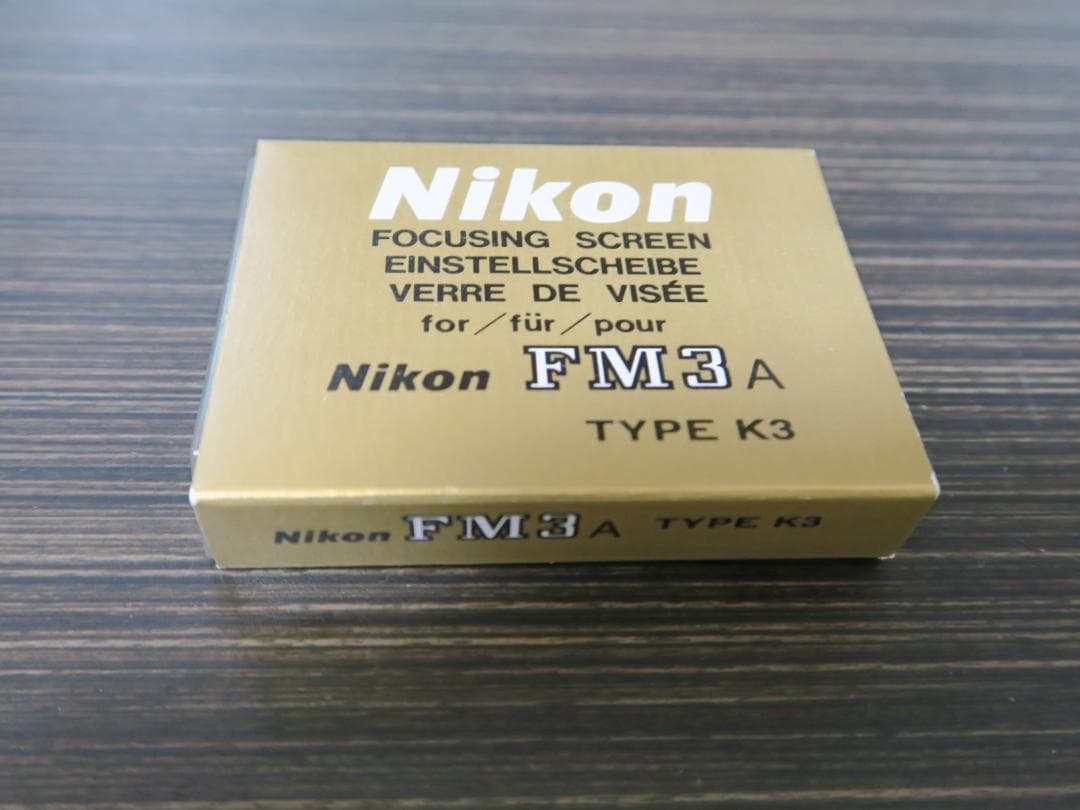 Nikon
FOCUSING SCREEN
EINSTELLSCHEIBE
VERRE DE VISÉE
for/für/pour
Nikon FM3A
TYPE K3
Nikon FM3A TYPE K3